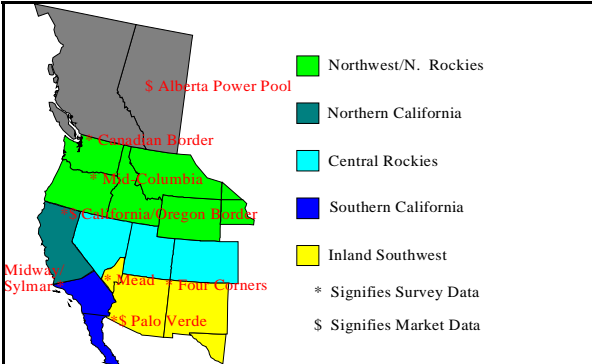 $ Alberta Power Pool
* Canadian Border
* Mid-Columbia
*$ California/Oregon Border
Midway/
Sylmar *
* Mead
* Four Corners
*$ Palo Verde
Northwest/N. Rockies
Northern California
Central Rockies
Southern California
Inland Southwest
* Signifies Survey Data
$ Signifies Market Data